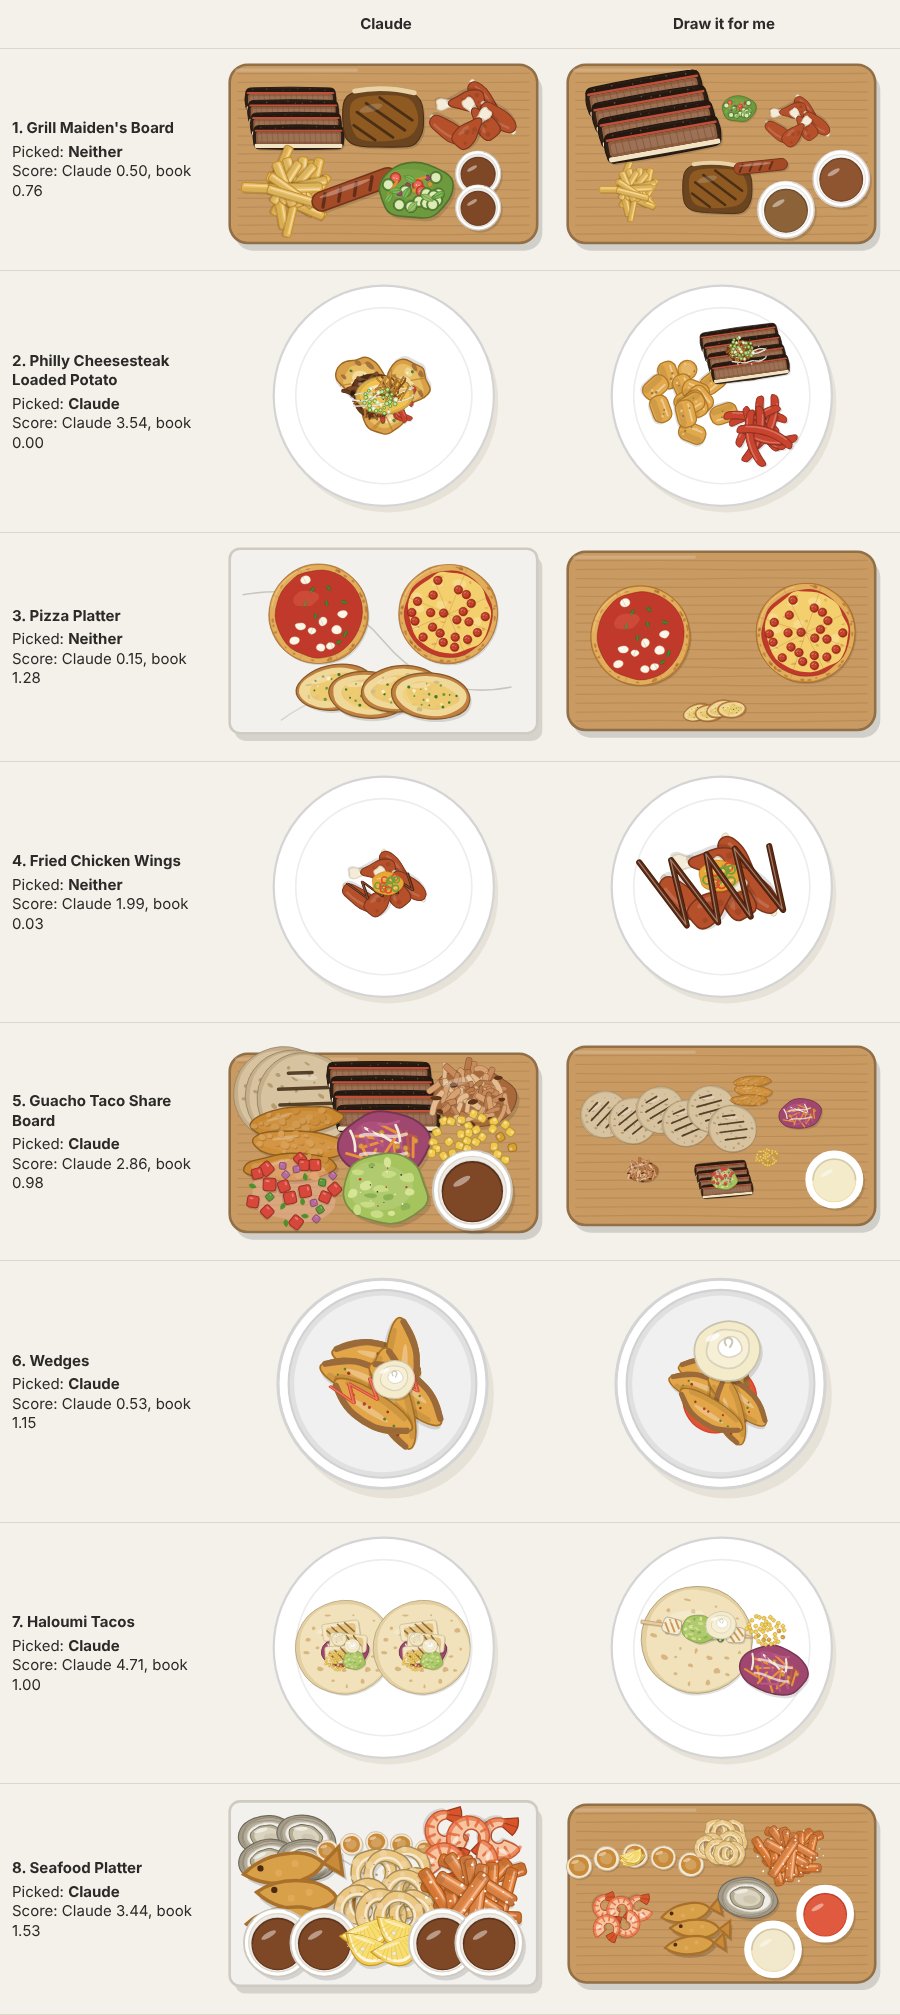 Claude
Draw it for me
1. Grill Maiden's Board
Picked: Neither
Score: Claude 0.50, book
0.76
2. Philly Cheesesteak
Loaded Potato
Picked: Claude
Score: Claude 3.54, book
0.00
3. Pizza Platter
Picked: Neither
Score: Claude 0.15, book
1.28
4. Fried Chicken Wings
Picked: Neither
Score: Claude 1.99, book
0.03
5. Guacho Taco Share
Board
Picked: Claude
Score: Claude 2.86, book
0.98
6. Wedges
Picked: Claude
Score: Claude 0.53, book
1.15
7. Haloumi Tacos
Picked: Claude
Score: Claude 4.71, book
1.00
8. Seafood Platter
Picked: Claude
Score: Claude 3.44, book
1.53